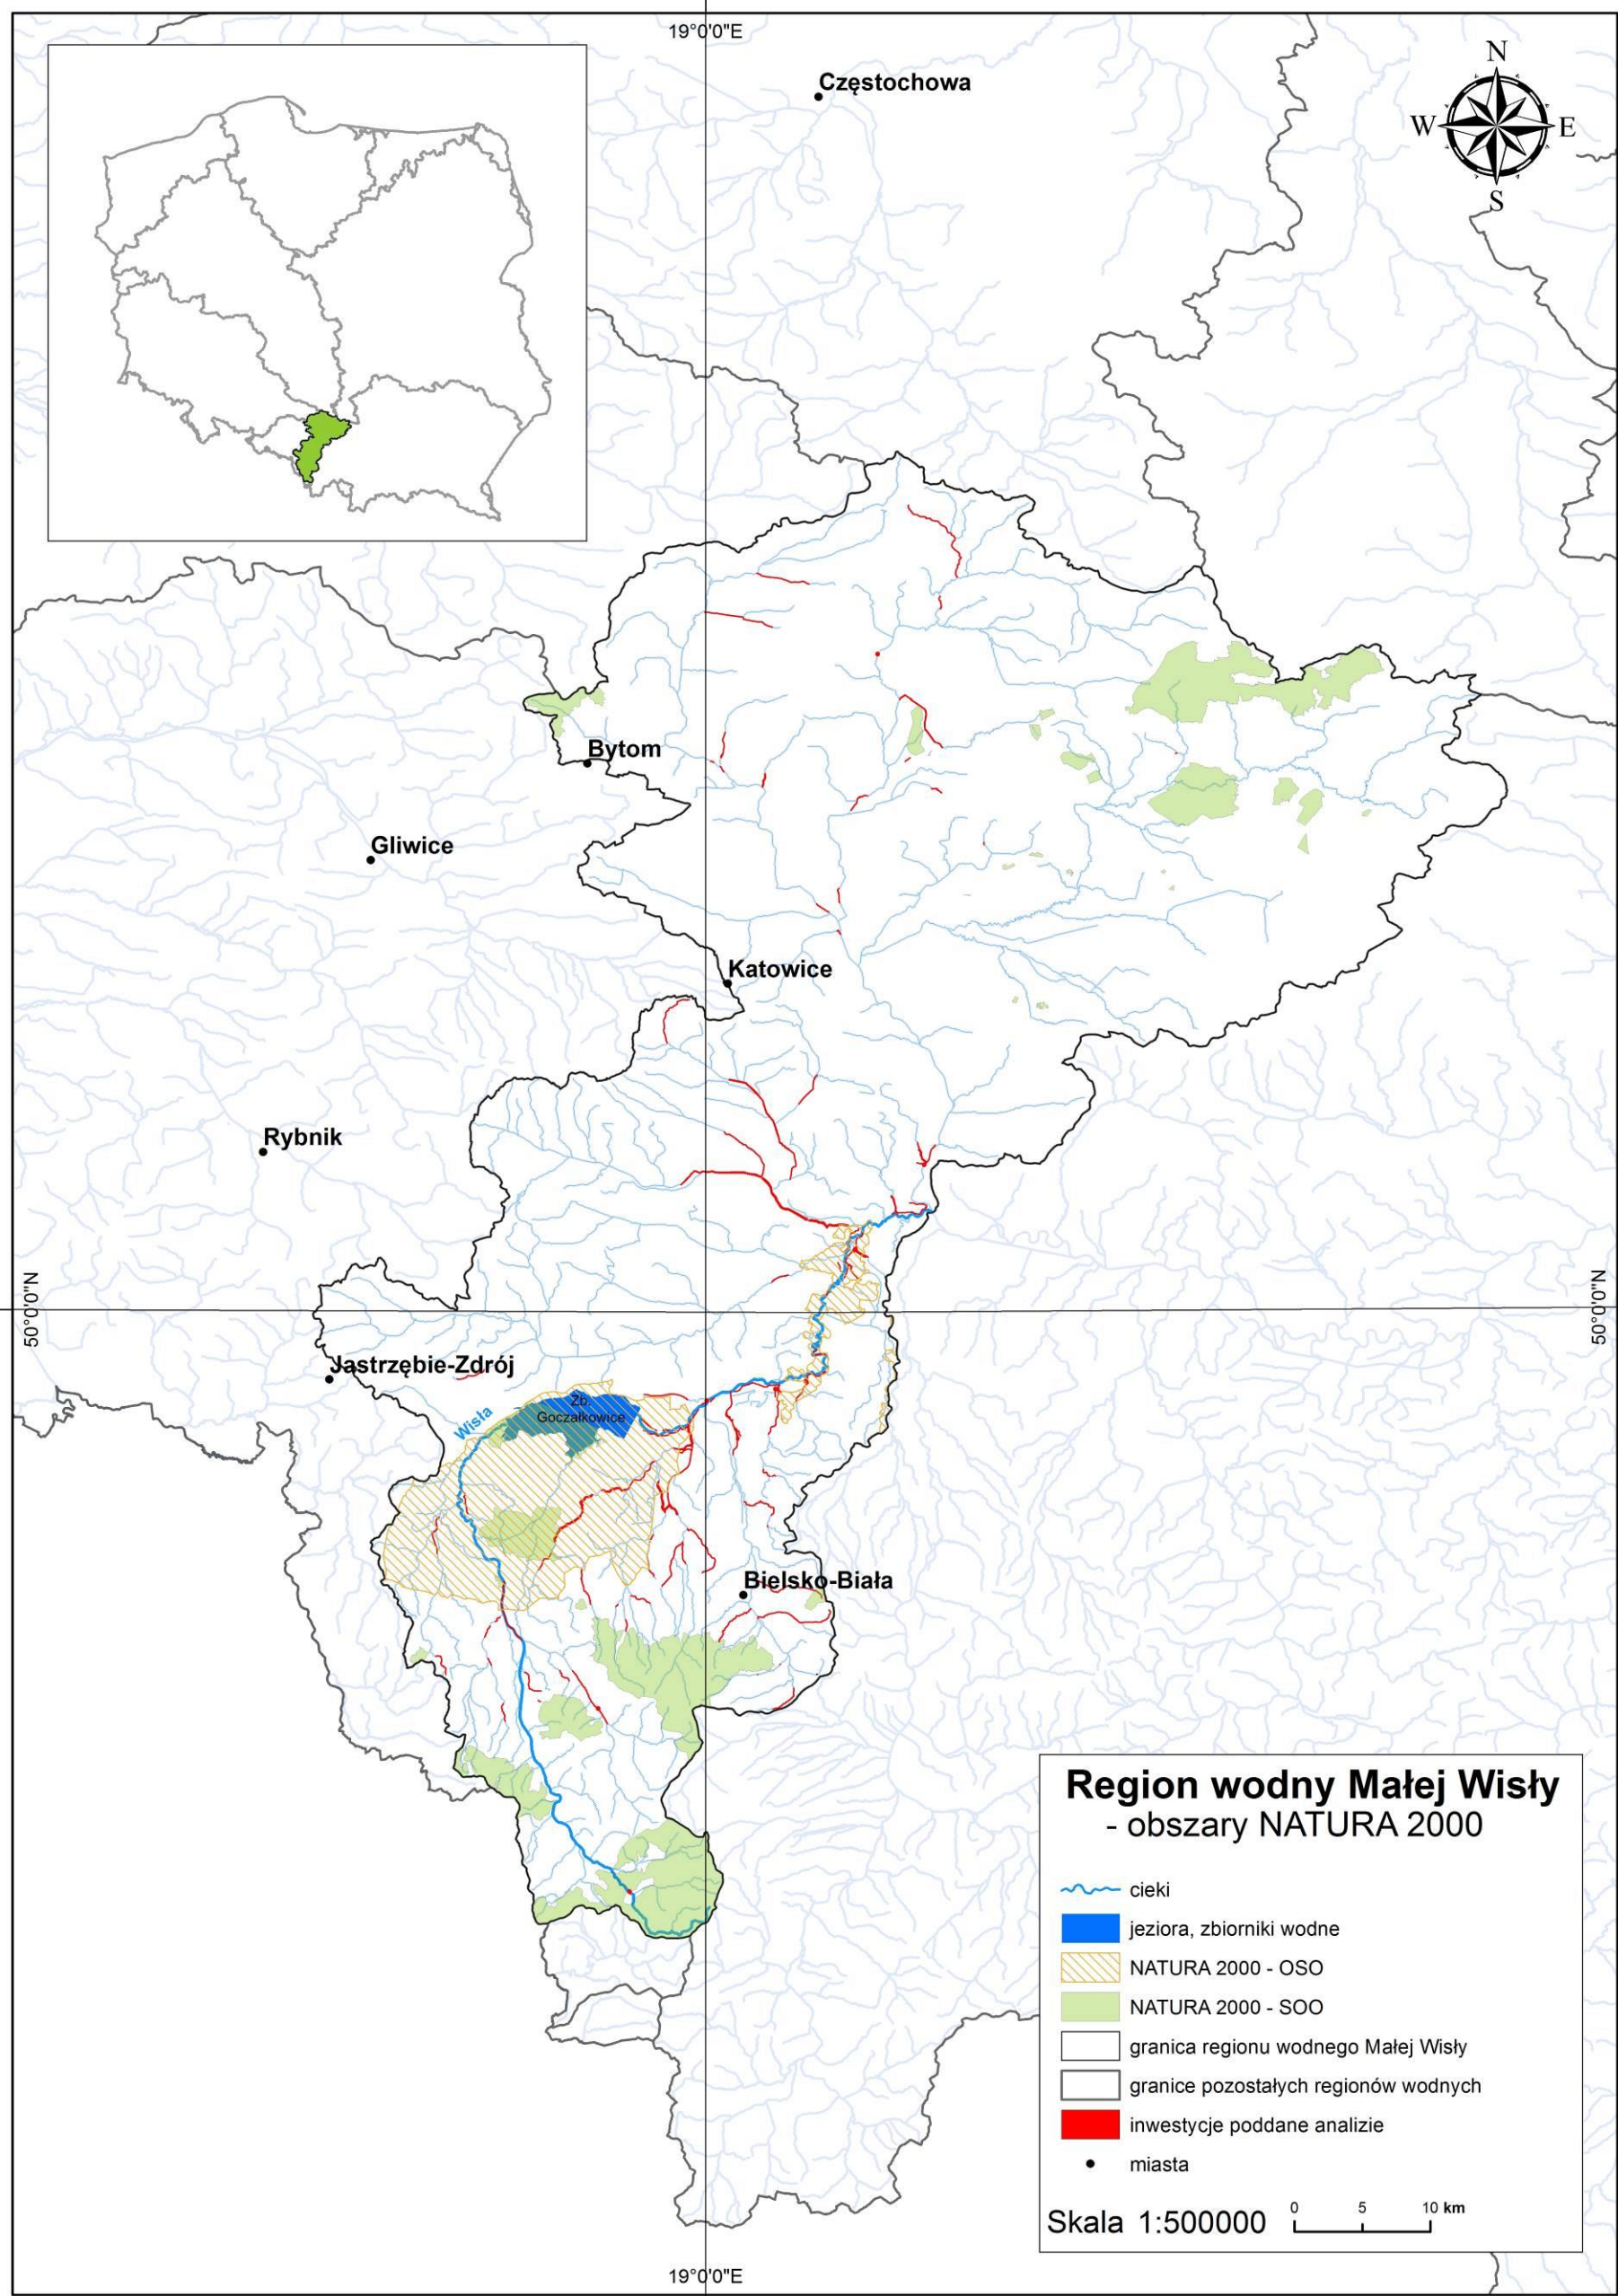 19°0'0"E
Częstochowa
N
W
E
S
Bytom
Gliwice
Katowice
Rybnik
50°0'0"N
50°0'0"N
Jastrzębie-Zdrój
Wisła
Zb.
Goczałkowice
Bielsko-Biała
Region wodny Małej Wisły
- obszary NATURA 2000
cieki
jeziora, zbiorniki wodne
NATURA 2000 - OSO
NATURA 2000 - SOO
granica regionu wodnego Małej Wisły
granice pozostałych regionów wodnych
inwestycje poddane analizie
miasta
Skala 1:500000
0 5 10 km
19°0'0"E